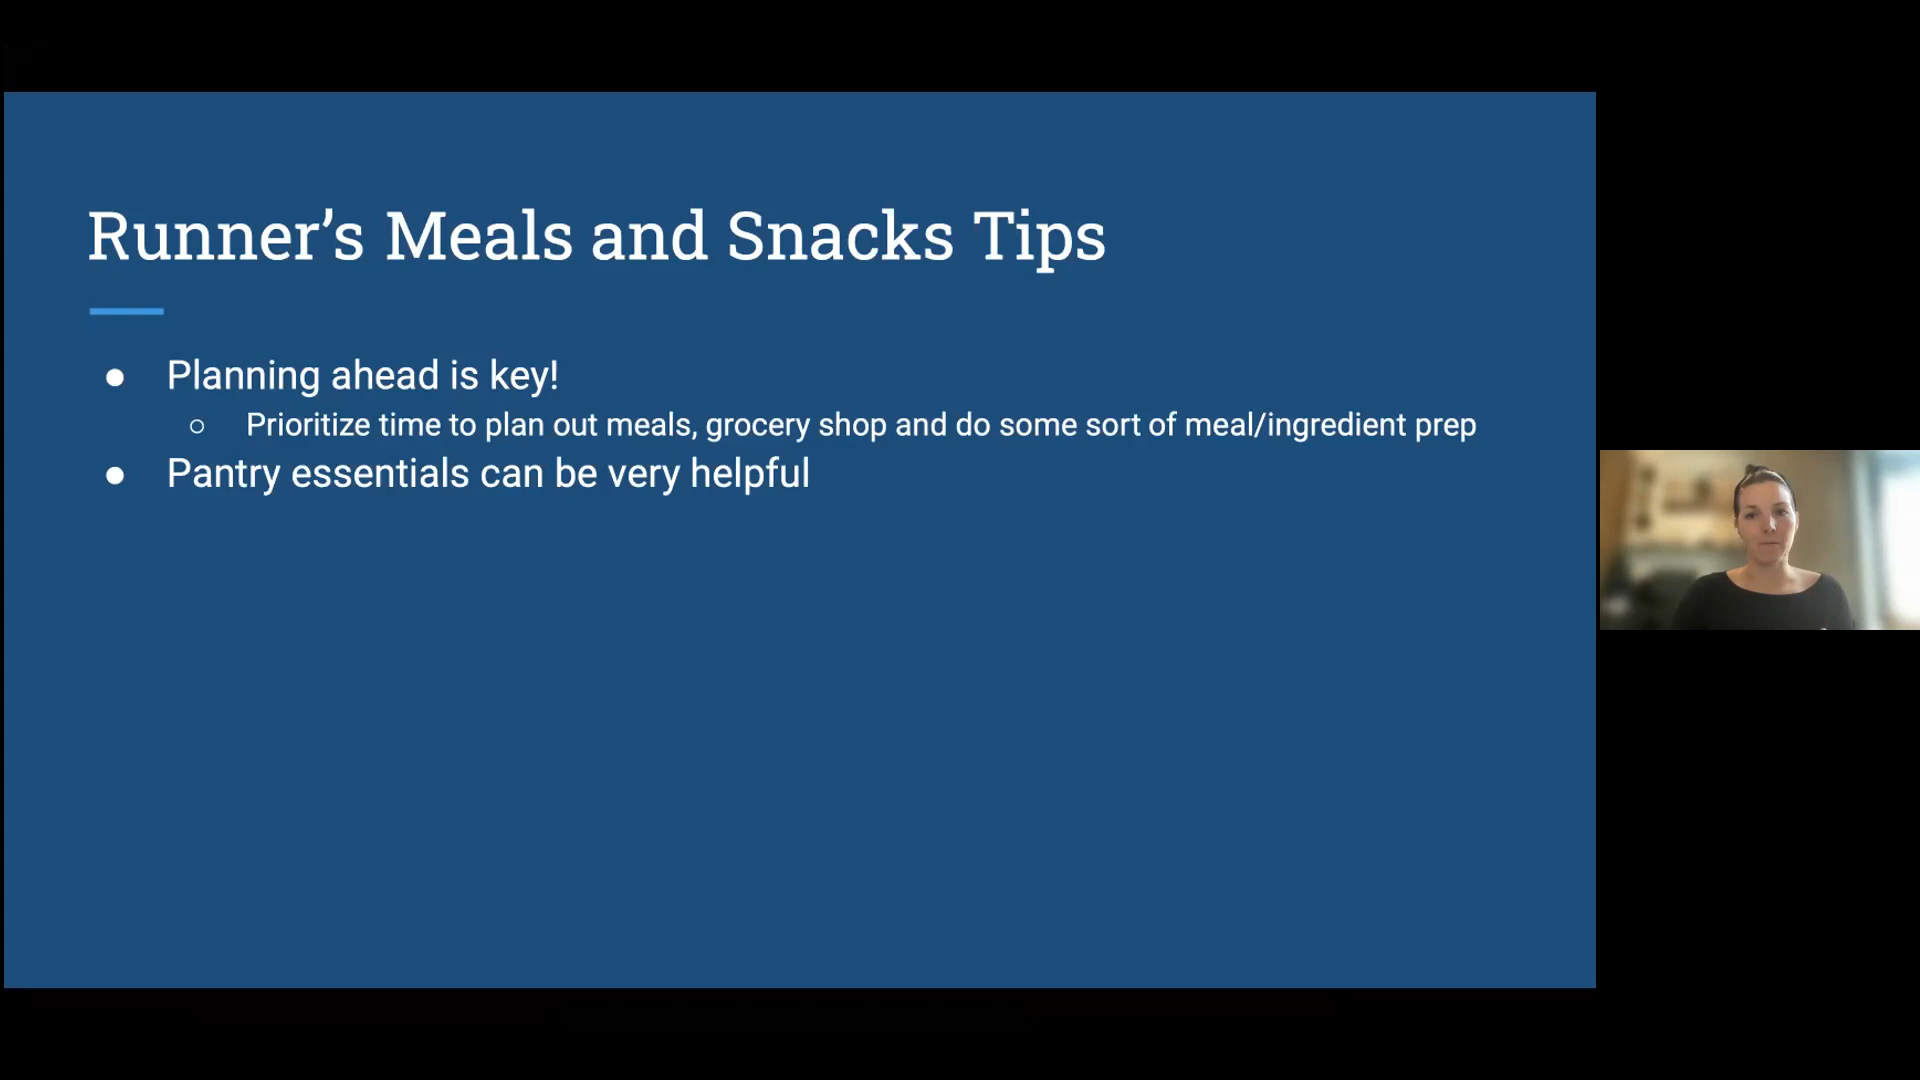 Runner’s Meals and Snacks Tips
● Planning ahead is key!
○ Prioritize time to plan out meals, grocery shop and do some sort of meal/ingredient prep
● Pantry essentials can be very helpful